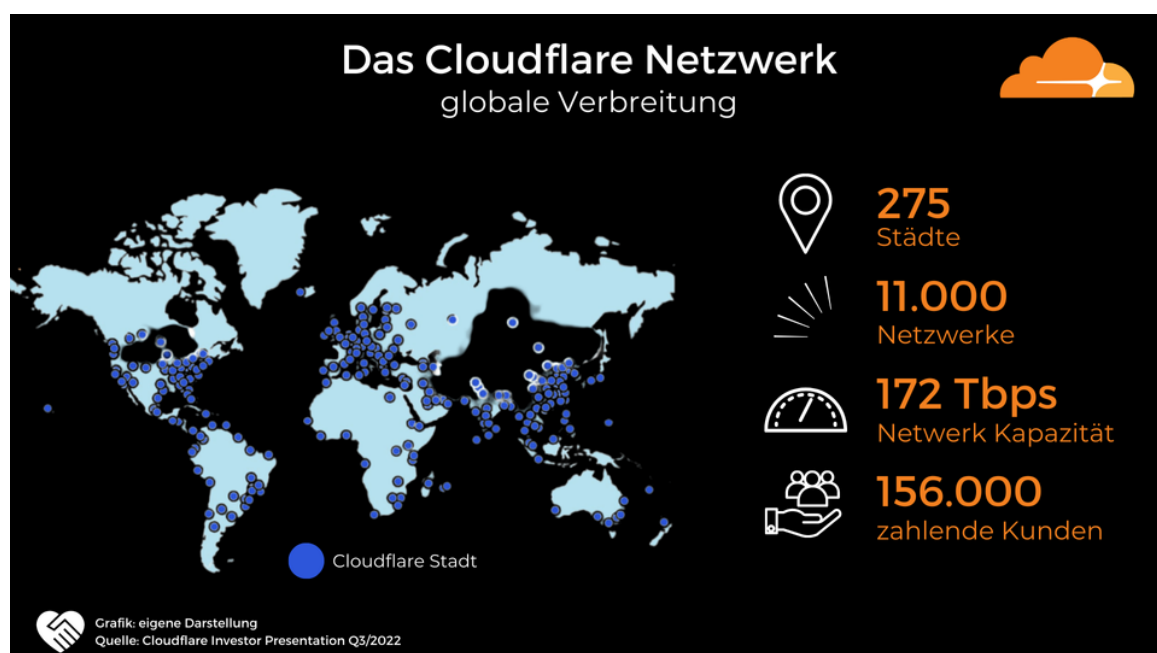 Das Cloudflare Netzwerk
globale Verbreitung
275
Städte
11.000
Netzwerke
172 Tbps
Netwerk Kapazität
156.000
zahlende Kunden
Cloudflare Stadt
Grafik: eigene Darstellung
Quelle: Cloudflare Investor Presentation Q3/2022